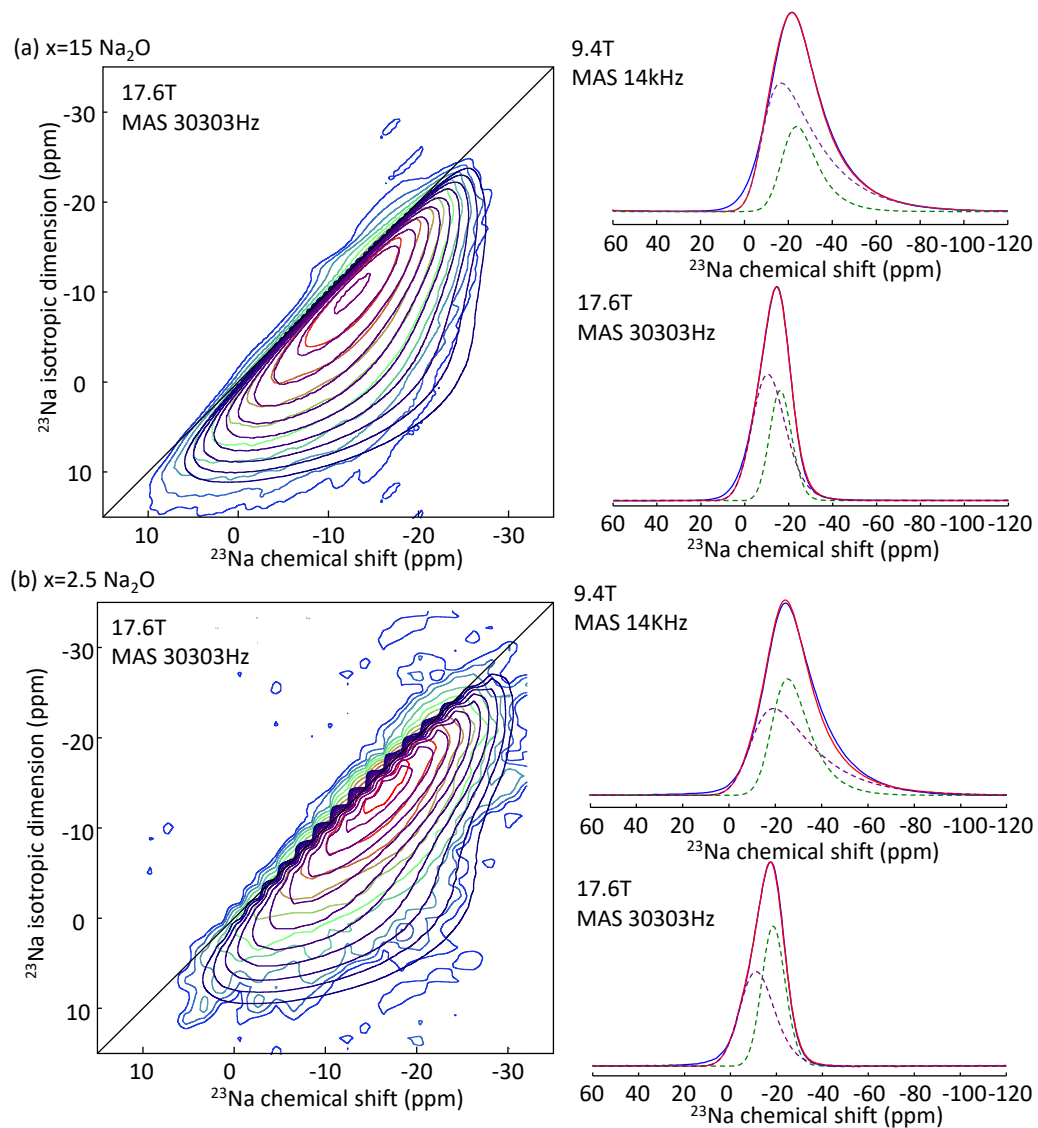 (a) x=15 Na₂O
17.6T
MAS 30303Hz
-30
-20
-10
0
10
²³Na isotropic dimension (ppm)
10 0 -10 -20 -30
²³Na chemical shift (ppm)
9.4T
MAS 14kHz
60 40 20 0 -20 -40 -60 -80 -100 -120
²³Na chemical shift (ppm)
17.6T
MAS 30303Hz
60 40 20 0 -20 -40 -60 -80 -100 -120
²³Na chemical shift (ppm)
(b) x=2.5 Na₂O
17.6T
MAS 30303Hz
-30
-20
-10
0
10
²³Na isotropic dimension (ppm)
10 0 -10 -20 -30
²³Na chemical shift (ppm)
9.4T
MAS 14KHz
60 40 20 0 -20 -40 -60 -80 -100 -120
²³Na chemical shift (ppm)
17.6T
MAS 30303Hz
60 40 20 0 -20 -40 -60 -80 -100 -120
²³Na chemical shift (ppm)